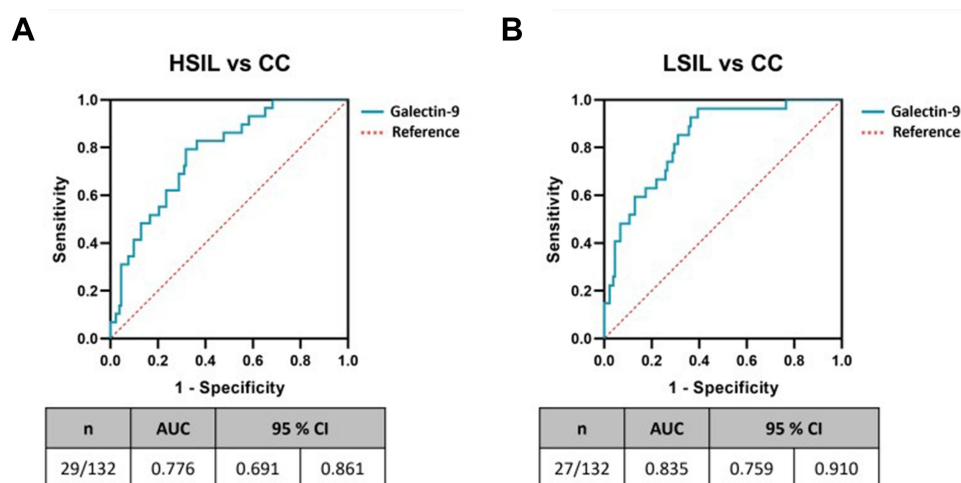 A
HSIL vs CC
1.0
0.8
0.6
0.4
0.2
0.0
Sensitivity
0.0 0.2 0.4 0.6 0.8 1.0
1 - Specificity
Galectin-9
Reference
n AUC 95 % CI
29/132 0.776 0.691 0.861
B
LSIL vs CC
1.0
0.8
0.6
0.4
0.2
0.0
Sensitivity
0.0 0.2 0.4 0.6 0.8 1.0
1 - Specificity
Galectin-9
Reference
n AUC 95 % CI
27/132 0.835 0.759 0.910